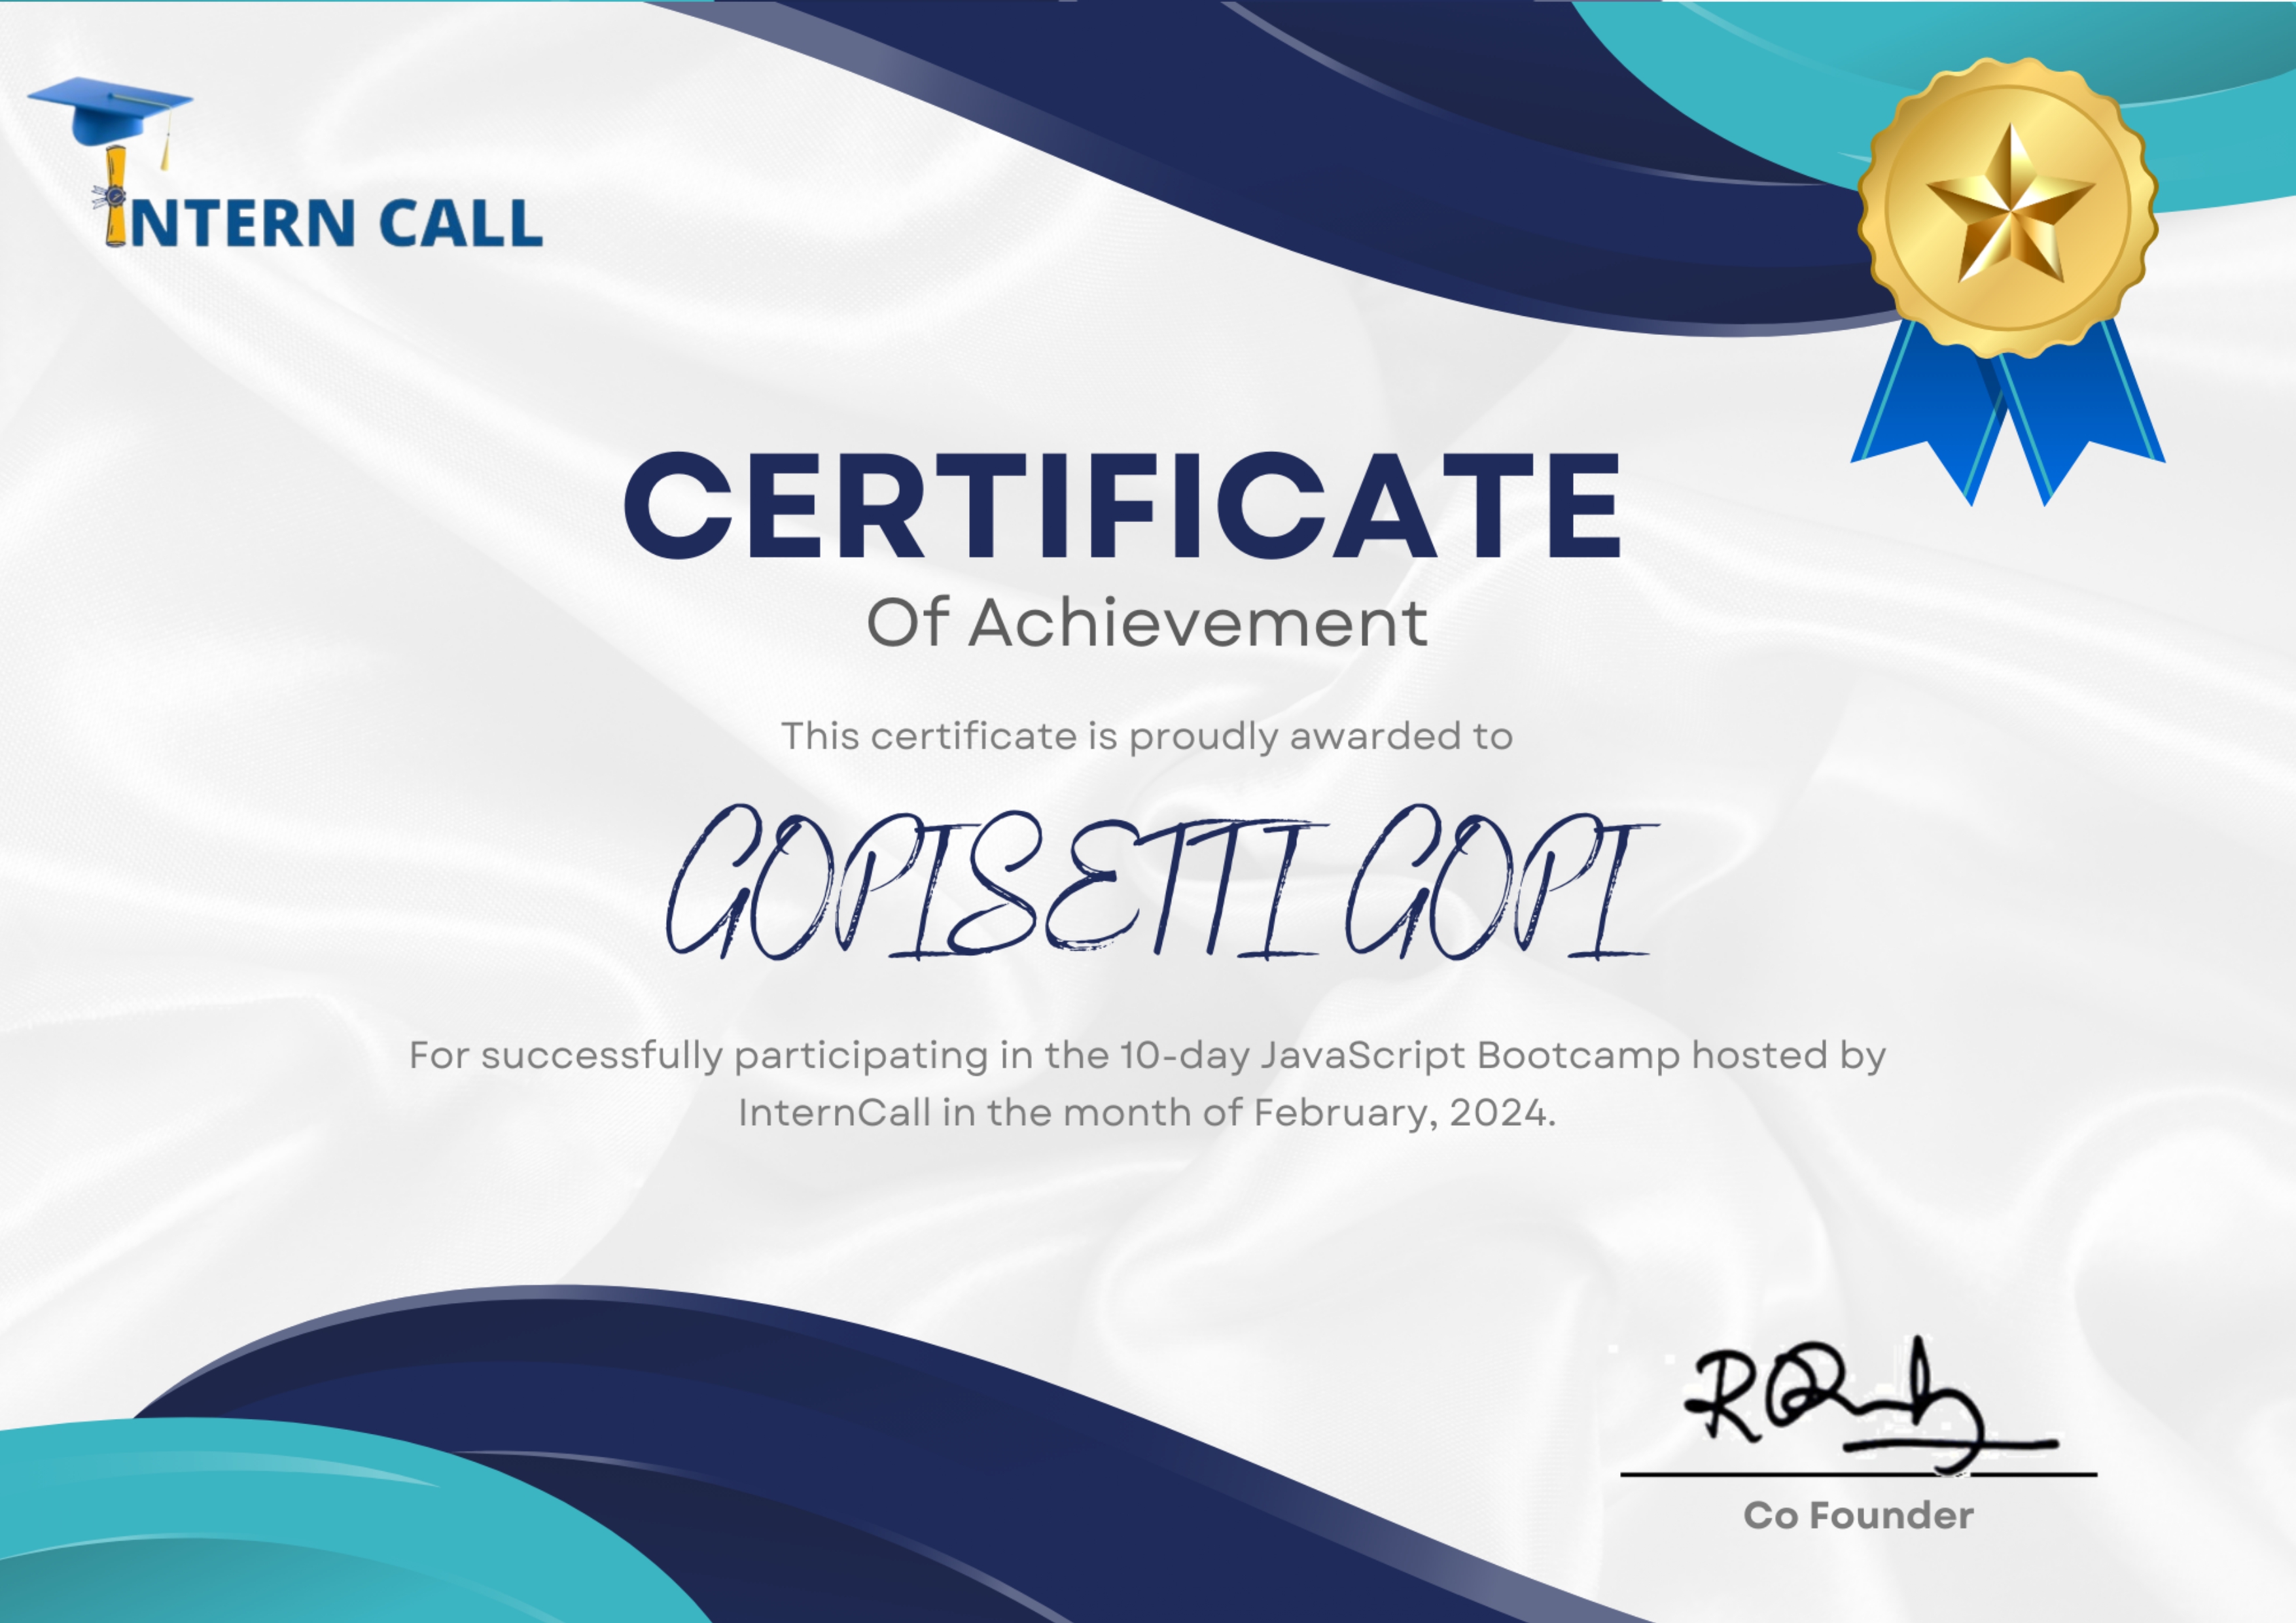 INTERN CALL
CERTIFICATE
Of Achievement
This certificate is proudly awarded to
GOPISETTI GOPI
For successfully participating in the 10-day JavaScript Bootcamp hosted by
InternCall in the month of February, 2024.
Co Founder